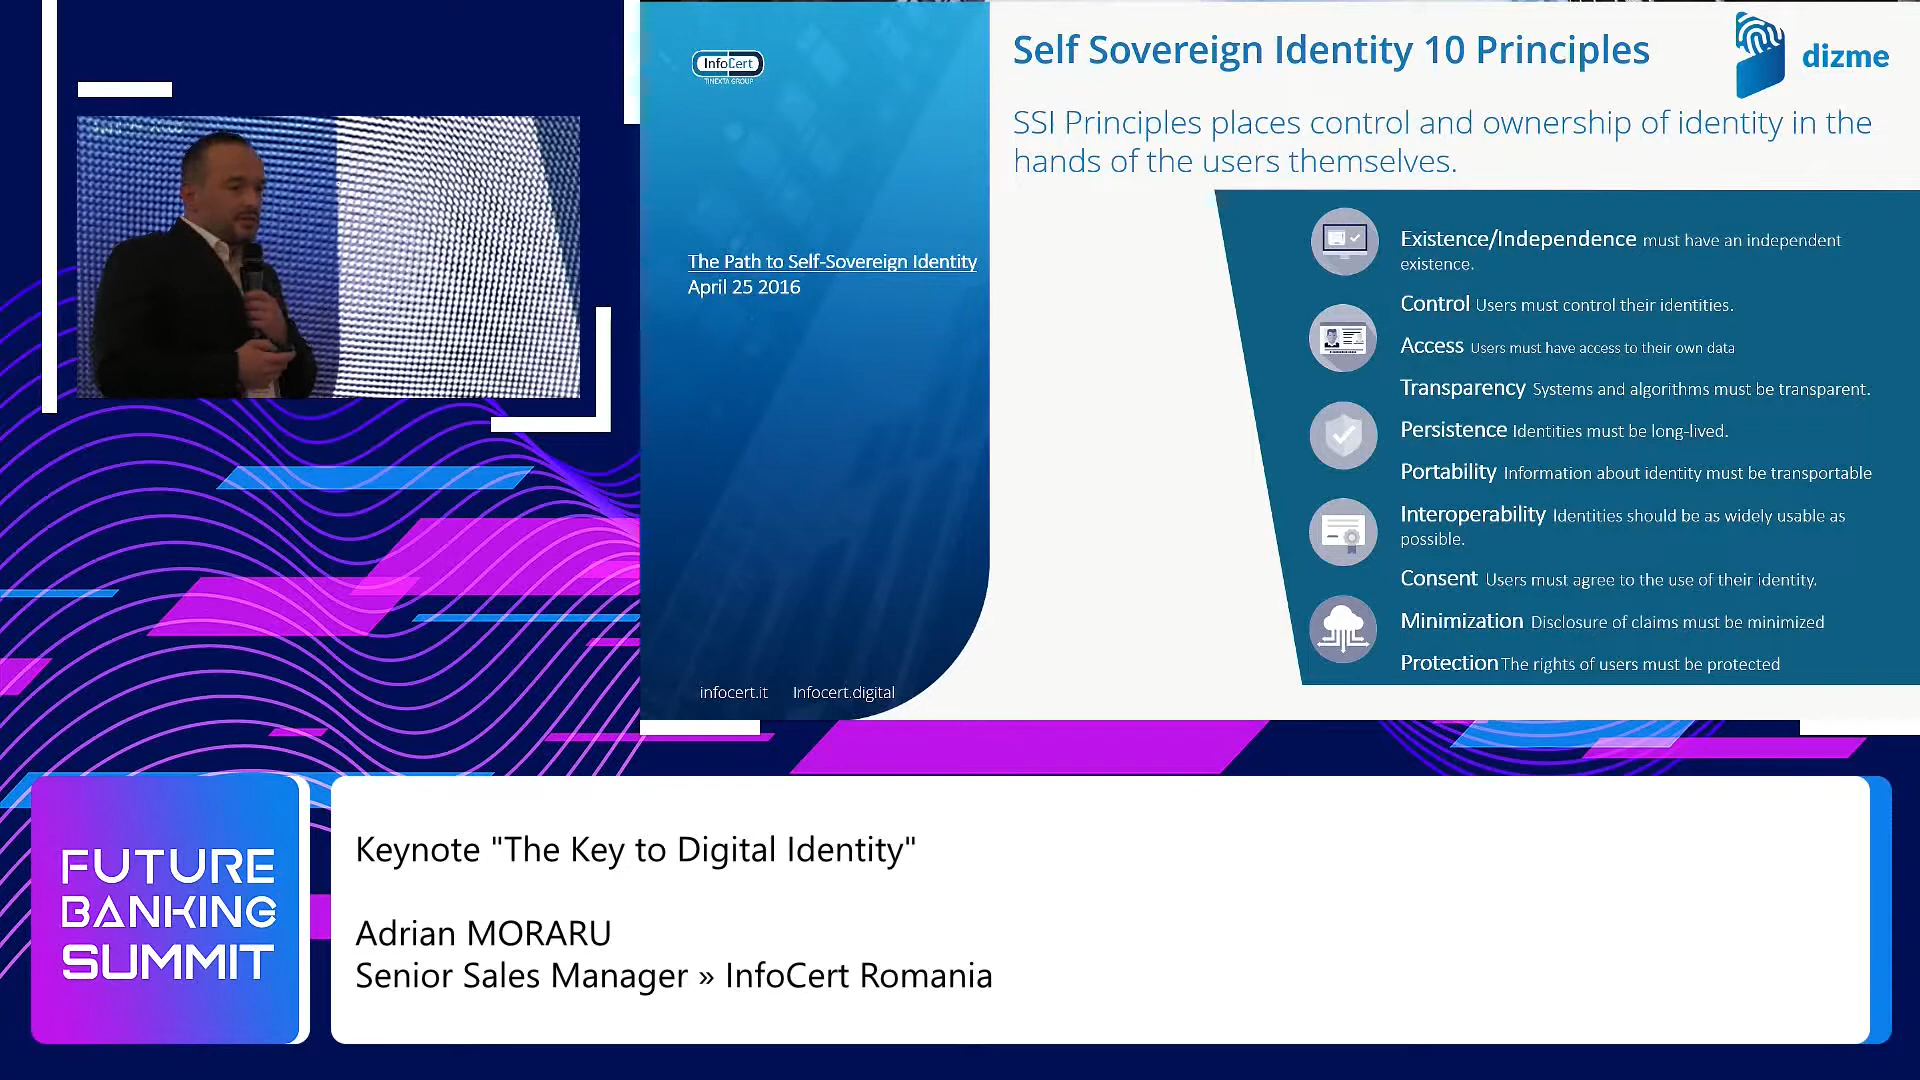 InfoCert
TINEXTA GROUP
The Path to Self-Sovereign Identity
April 25 2016
infocert.it Infocert.digital
Self Sovereign Identity 10 Principles
dizme
SSI Principles places control and ownership of identity in the
hands of the users themselves.
Existence/Independence must have an independent
existence.
Control Users must control their identities.
Access Users must have access to their own data
Transparency Systems and algorithms must be transparent.
Persistence Identities must be long-lived.
Portability Information about identity must be transportable
Interoperability Identities should be as widely usable as
possible.
Consent Users must agree to the use of their identity.
Minimization Disclosure of claims must be minimized
Protection The rights of users must be protected
FUTURE
BANKING
SUMMIT
Keynote "The Key to Digital Identity"
Adrian MORARU
Senior Sales Manager » InfoCert Romania